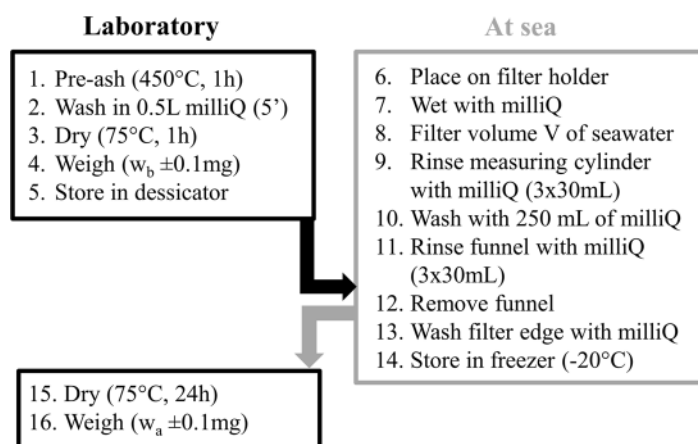 Laboratory
1. Pre-ash (450°C, 1h)
2. Wash in 0.5L milliQ (5')
3. Dry (75°C, 1h)
4. Weigh (wb ±0.1mg)
5. Store in dessicator
At sea
6. Place on filter holder
7. Wet with milliQ
8. Filter volume V of seawater
9. Rinse measuring cylinder
with milliQ (3x30mL)
10. Wash with 250 mL of milliQ
11. Rinse funnel with milliQ
(3x30mL)
12. Remove funnel
13. Wash filter edge with milliQ
14. Store in freezer (-20°C)
15. Dry (75°C, 24h)
16. Weigh (wa ±0.1mg)